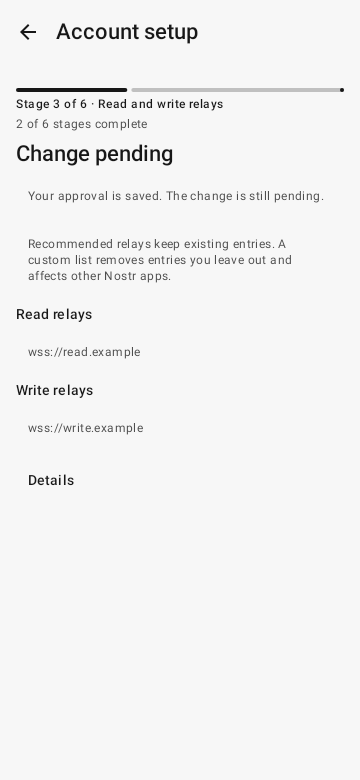 Account setup
Stage 3 of 6 · Read and write relays
2 of 6 stages complete
Change pending
Your approval is saved. The change is still pending.
Recommended relays keep existing entries. A
custom list removes entries you leave out and
affects other Nostr apps.
Read relays
wss://read.example
Write relays
wss://write.example
Details